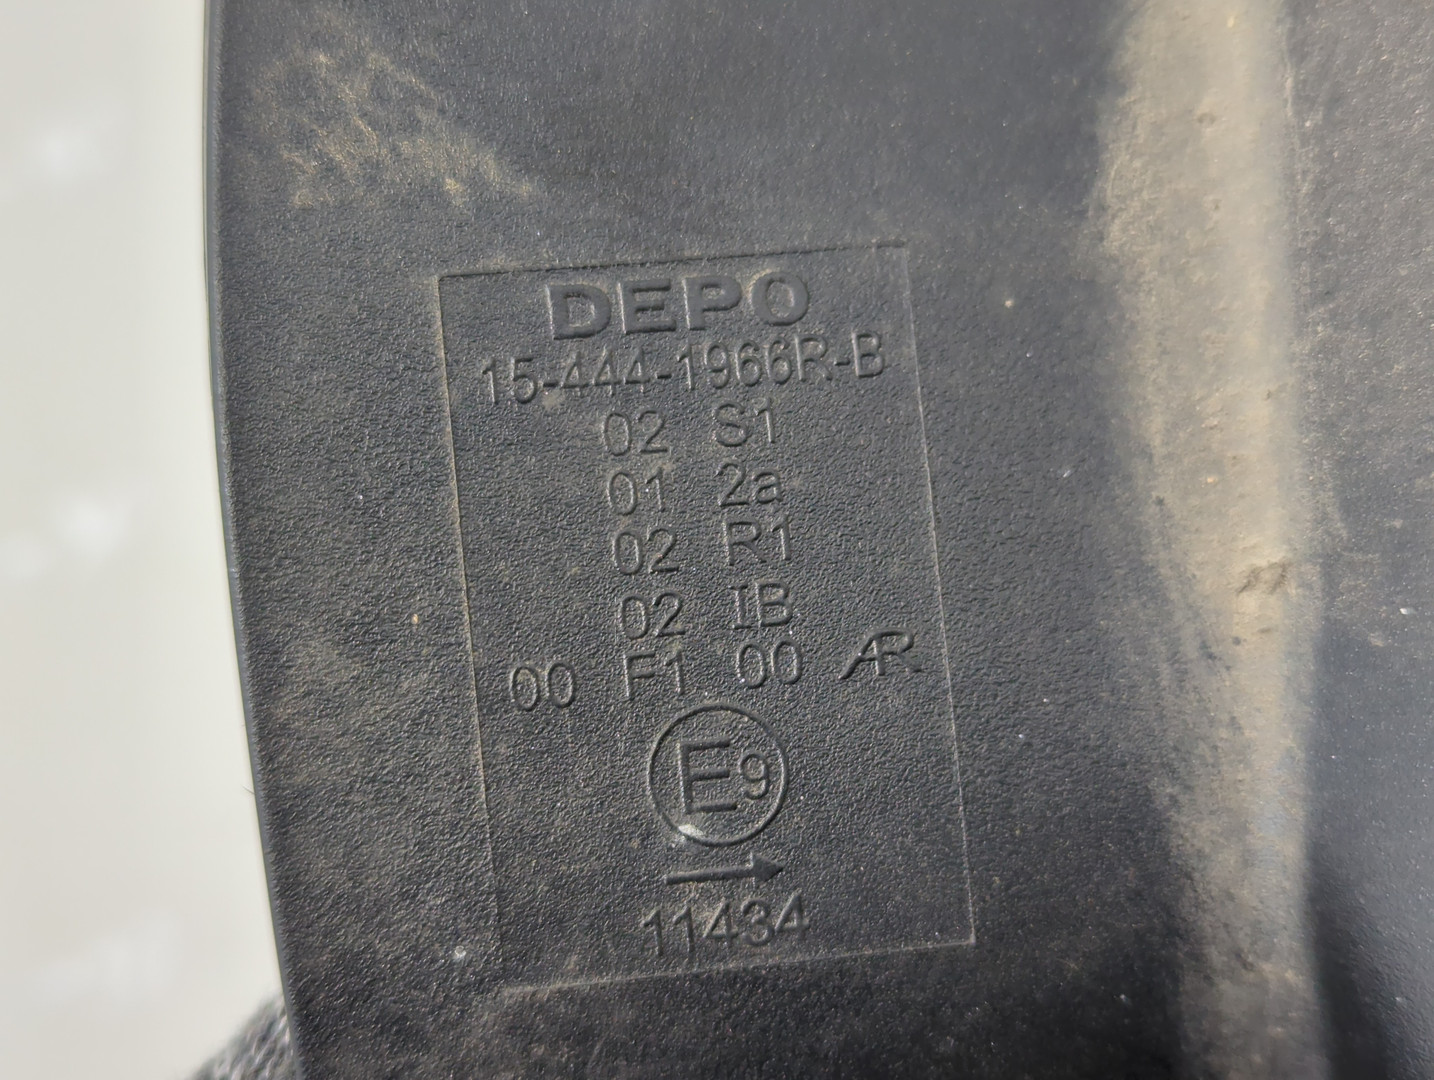 DEPO
15-444-1966R-B
02 S1
01 2a
02 R1
02 IB
00 F1 00 AR
E9
→
11434